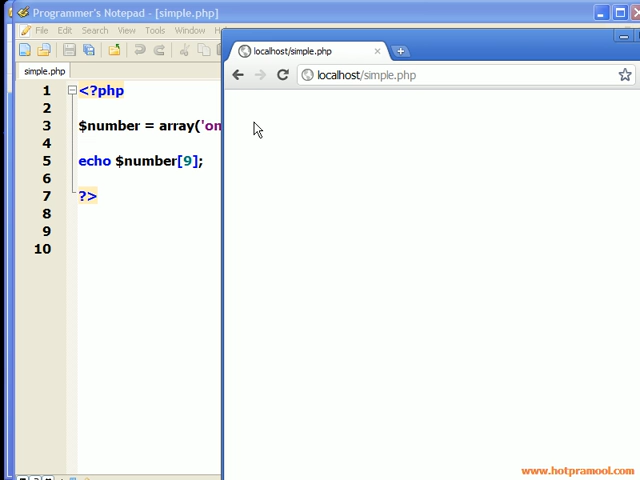 Programmer's Notepad - [simple.php]
File Edit Search View Tools Window
simple.php
1 <?php
2
3 $number = array('on
4
5 echo $number[9];
6
7 ?>
8
9
10
localhost/simple.php
localhost/simple.php
www.hotpramool.com